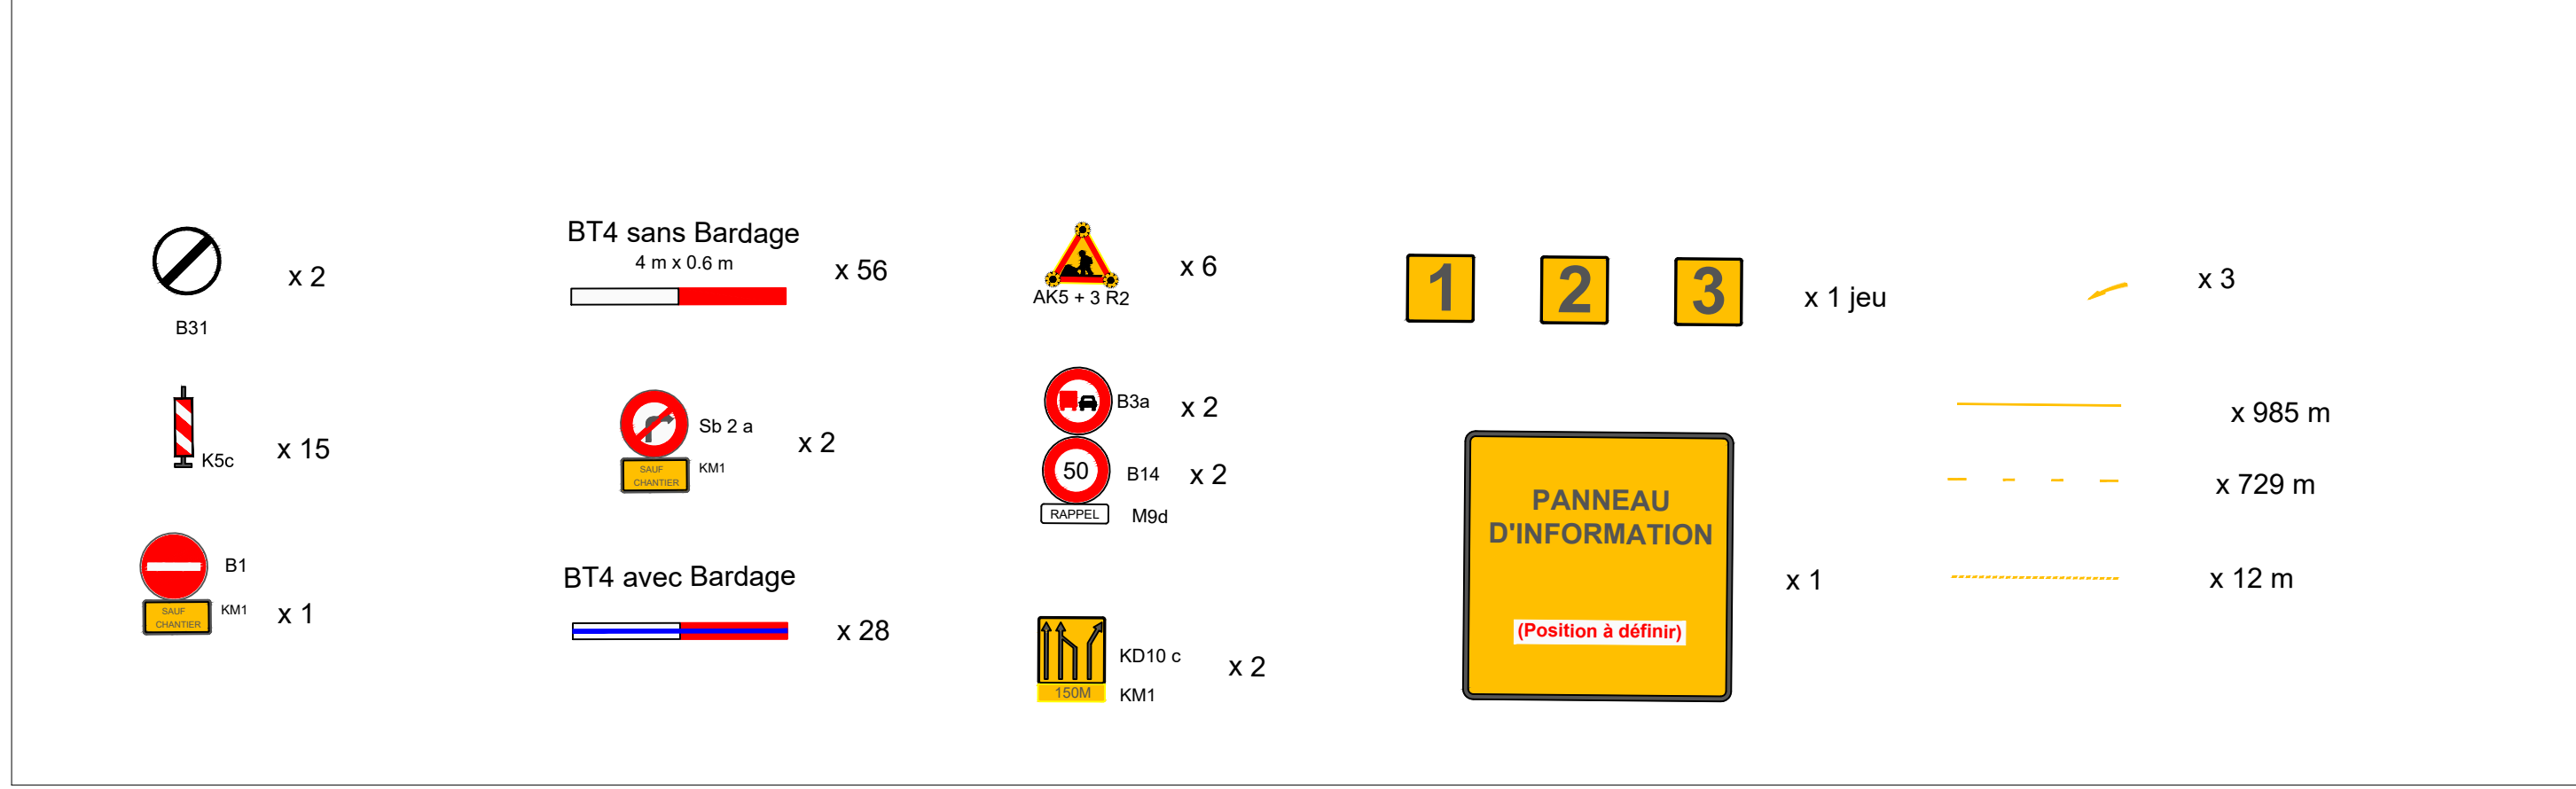 x 2
B31
K5c
x 15
B1
SAUF
CHANTIER
KM1
x 1
BT4 sans Bardage
4 m x 0.6 m
x 56
Sb 2 a
SAUF
CHANTIER
KM1
x 2
BT4 avec Bardage
x 28
AK5 + 3 R2
x 6
B3a
x 2
50
B14
x 2
RAPPEL
M9d
KD10 c
150M
KM1
x 2
1
2
3
x 1 jeu
PANNEAU
D'INFORMATION
(Position à définir)
x 1
x 3
x 985 m
x 729 m
x 12 m